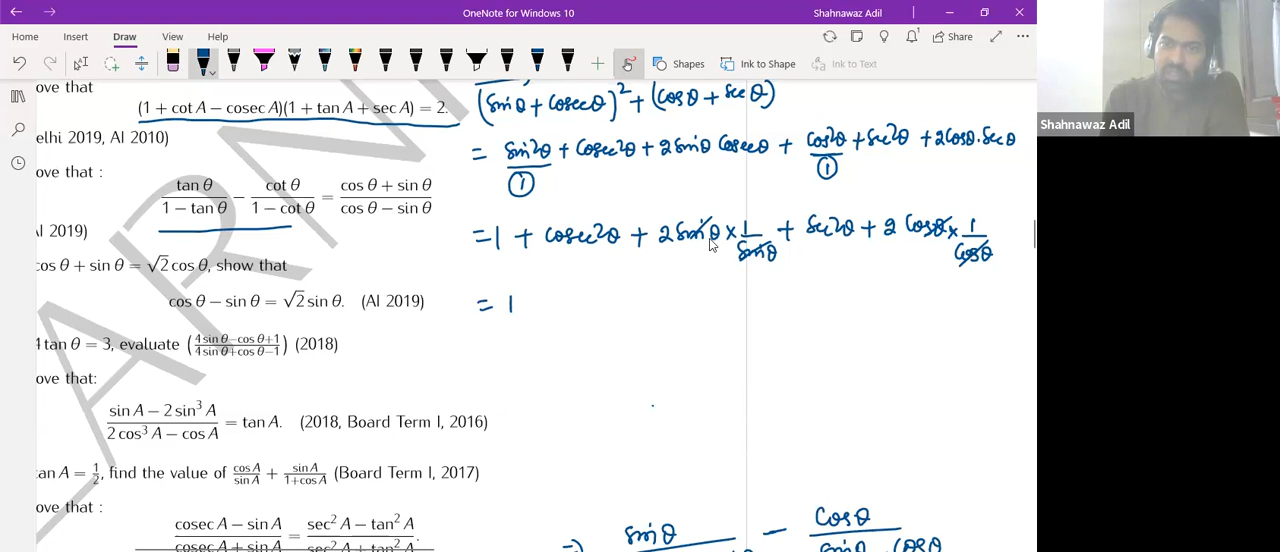 OneNote for Windows 10
Shahnawaz Adil
Home Insert Draw View Help
Share
Shapes Ink to Shape Ink to Text
Shahnawaz Adil
ove that
(1 + cot A − cosec A)(1 + tan A + sec A) = 2.
elhi 2019, AI 2010)
ove that :
tan θ / 1 − tan θ − cot θ / 1 − cot θ = cos θ + sin θ / cos θ − sin θ
I 2019)
cos θ + sin θ = √2 cos θ, show that
cos θ − sin θ = √2 sin θ. (AI 2019)
4 tan θ = 3, evaluate (4 sin θ − cos θ + 1 / 4 sin θ + cos θ − 1) (2018)
ove that:
sin A − 2 sin³ A / 2 cos³ A − cos A = tan A. (2018, Board Term I, 2016)
an A = 1/2, find the value of cos A / sin A + sin A / 1 + cos A (Board Term I, 2017)
ove that :
cosec A − sin A / cosec A + sin A = sec² A − tan² A / sec² A + tan² A .
(sinθ + cosecθ)² + (cosθ + secθ)
= sin²θ + cosec²θ + 2 sinθ cosecθ + cos²θ + sec²θ + 2cosθ.secθ
① ①
= 1 + cosec²θ + 2 sinθ × 1/sinθ + sec²θ + 2 cosθ × 1/cosθ
= 1
⇒ sinθ − cosθ
sinθ cosθ
LARN